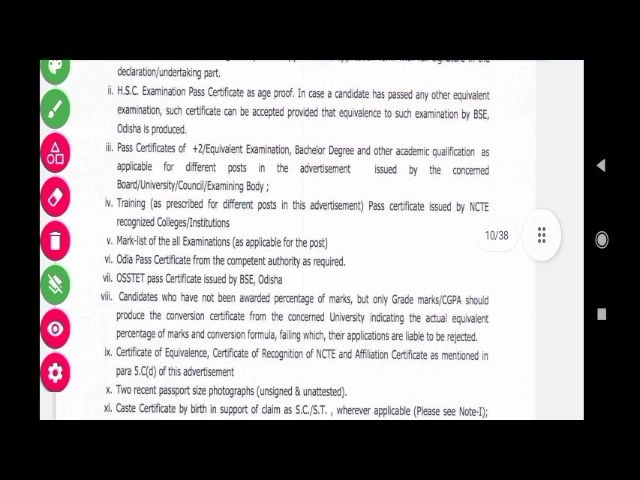 signature in the
declaration/undertaking part.
ii. H.S.C. Examination Pass Certificate as age proof. In case a candidate has passed any other equivalent
examination, such certificate can be accepted provided that equivalence to such examination by BSE,
Odisha is produced.
iii. Pass Certificates of +2/Equivalent Examination, Bachelor Degree and other academic qualification as
applicable for different posts in the advertisement issued by the concerned
Board/University/Council/Examining Body ;
iv. Training (as prescribed for different posts in this advertisement) Pass certificate issued by NCTE
recognized Colleges/Institutions
v. Mark-list of the all Examinations (as applicable for the post)
10/38
vi. Odia Pass Certificate from the competent authority as required.
vii. OSSTET pass Certificate issued by BSE, Odisha
viii. Candidates who have not been awarded percentage of marks, but only Grade marks/CGPA should
produce the conversion certificate from the concerned University indicating the actual equivalent
percentage of marks and conversion formula, failing which, their applications are liable to be rejected.
ix. Certificate of Equivalence, Certificate of Recognition of NCTE and Affiliation Certificate as mentioned in
para 5.C(d) of this advertisement
x. Two recent passport size photographs (unsigned & unattested).
xi. Caste Certificate by birth in support of claim as S.C./S.T. , wherever applicable (Please see Note-I);